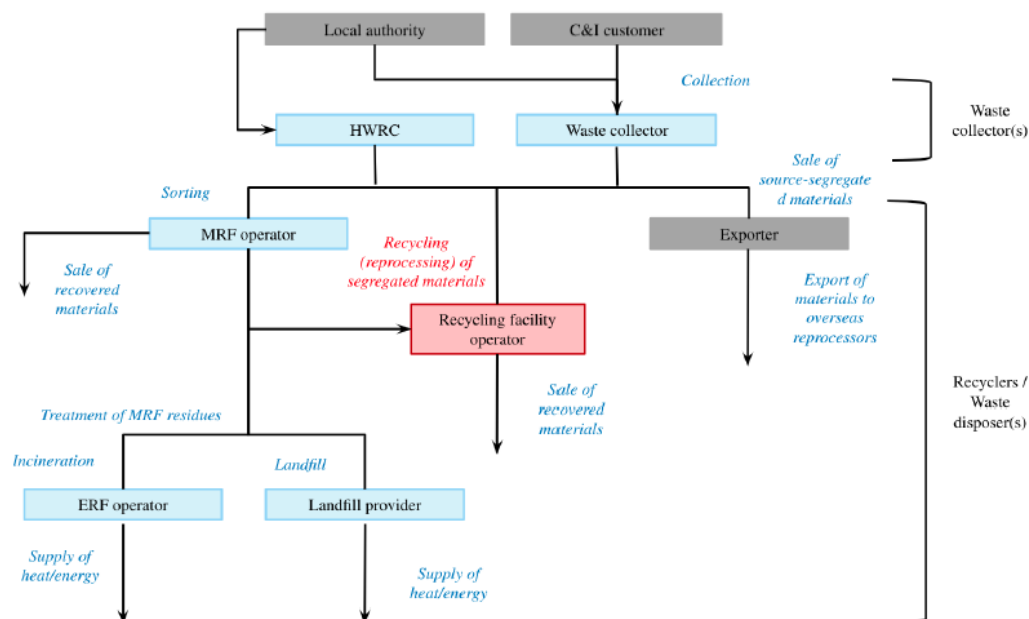 Local authority
C&I customer
Collection
Waste
collector(s)
HWRC
Waste collector
Sale of
source-segregate
d materials
Sorting
MRF operator
Recycling
(reprocessing) of
segregated materials
Exporter
Sale of
recovered
materials
Export of
materials to
overseas
reprocessors
Recycling facility
operator
Recyclers /
Waste
disposer(s)
Sale of
recovered
materials
Treatment of MRF residues
Incineration
Landfill
ERF operator
Landfill provider
Supply of
heat/energy
Supply of
heat/energy